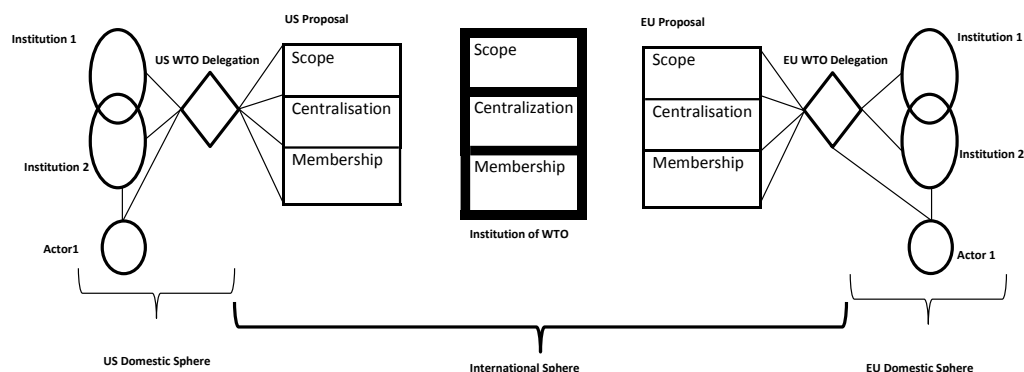 US Proposal
EU Proposal
Institution 1
Institution 1
US WTO Delegation
EU WTO Delegation
Scope
Scope
Scope
Centralisation
Centralization
Centralisation
Membership
Membership
Membership
Institution 2
Institution 2
Institution of WTO
Actor1
Actor 1
US Domestic Sphere
International Sphere
EU Domestic Sphere